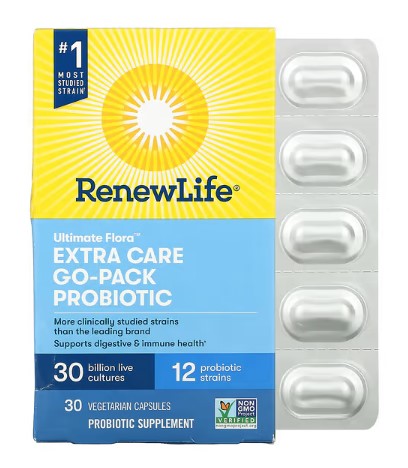 #1
MOST
STUDIED
STRAIN†
RenewLife®
Ultimate Flora™
EXTRA CARE
GO-PACK
PROBIOTIC
More clinically studied strains
than the leading brand
Supports digestive & immune health*
30 billion live
cultures
12 probiotic
strains
30 VEGETARIAN CAPSULES
PROBIOTIC SUPPLEMENT
NON
GMO
Project
VERIFIED
nongmoproject.org